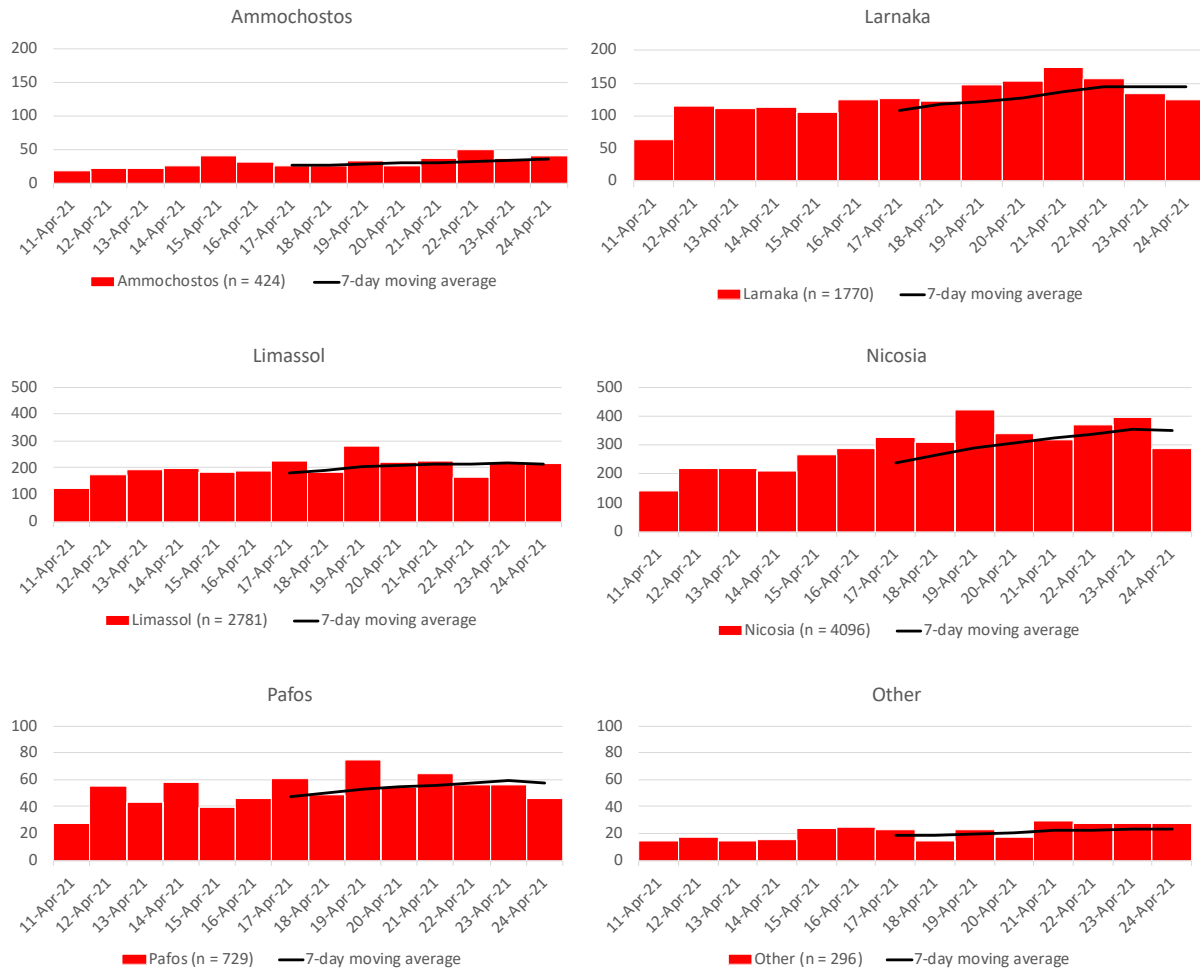 Ammochostos
200
150
100
50
0
11-Apr-21
12-Apr-21
13-Apr-21
14-Apr-21
15-Apr-21
16-Apr-21
17-Apr-21
18-Apr-21
19-Apr-21
20-Apr-21
21-Apr-21
22-Apr-21
23-Apr-21
24-Apr-21
Ammochostos (n = 424) 7-day moving average
Larnaka
200
150
100
50
0
11-Apr-21
12-Apr-21
13-Apr-21
14-Apr-21
15-Apr-21
16-Apr-21
17-Apr-21
18-Apr-21
19-Apr-21
20-Apr-21
21-Apr-21
22-Apr-21
23-Apr-21
24-Apr-21
Larnaka (n = 1770) 7-day moving average
Limassol
500
400
300
200
100
0
11-Apr-21
12-Apr-21
13-Apr-21
14-Apr-21
15-Apr-21
16-Apr-21
17-Apr-21
18-Apr-21
19-Apr-21
20-Apr-21
21-Apr-21
22-Apr-21
23-Apr-21
24-Apr-21
Limassol (n = 2781) 7-day moving average
Nicosia
500
400
300
200
100
0
11-Apr-21
12-Apr-21
13-Apr-21
14-Apr-21
15-Apr-21
16-Apr-21
17-Apr-21
18-Apr-21
19-Apr-21
20-Apr-21
21-Apr-21
22-Apr-21
23-Apr-21
24-Apr-21
Nicosia (n = 4096) 7-day moving average
Pafos
100
80
60
40
20
0
11-Apr-21
12-Apr-21
13-Apr-21
14-Apr-21
15-Apr-21
16-Apr-21
17-Apr-21
18-Apr-21
19-Apr-21
20-Apr-21
21-Apr-21
22-Apr-21
23-Apr-21
24-Apr-21
Pafos (n = 729) 7-day moving average
Other
100
80
60
40
20
0
11-Apr-21
12-Apr-21
13-Apr-21
14-Apr-21
15-Apr-21
16-Apr-21
17-Apr-21
18-Apr-21
19-Apr-21
20-Apr-21
21-Apr-21
22-Apr-21
23-Apr-21
24-Apr-21
Other (n = 296) 7-day moving average